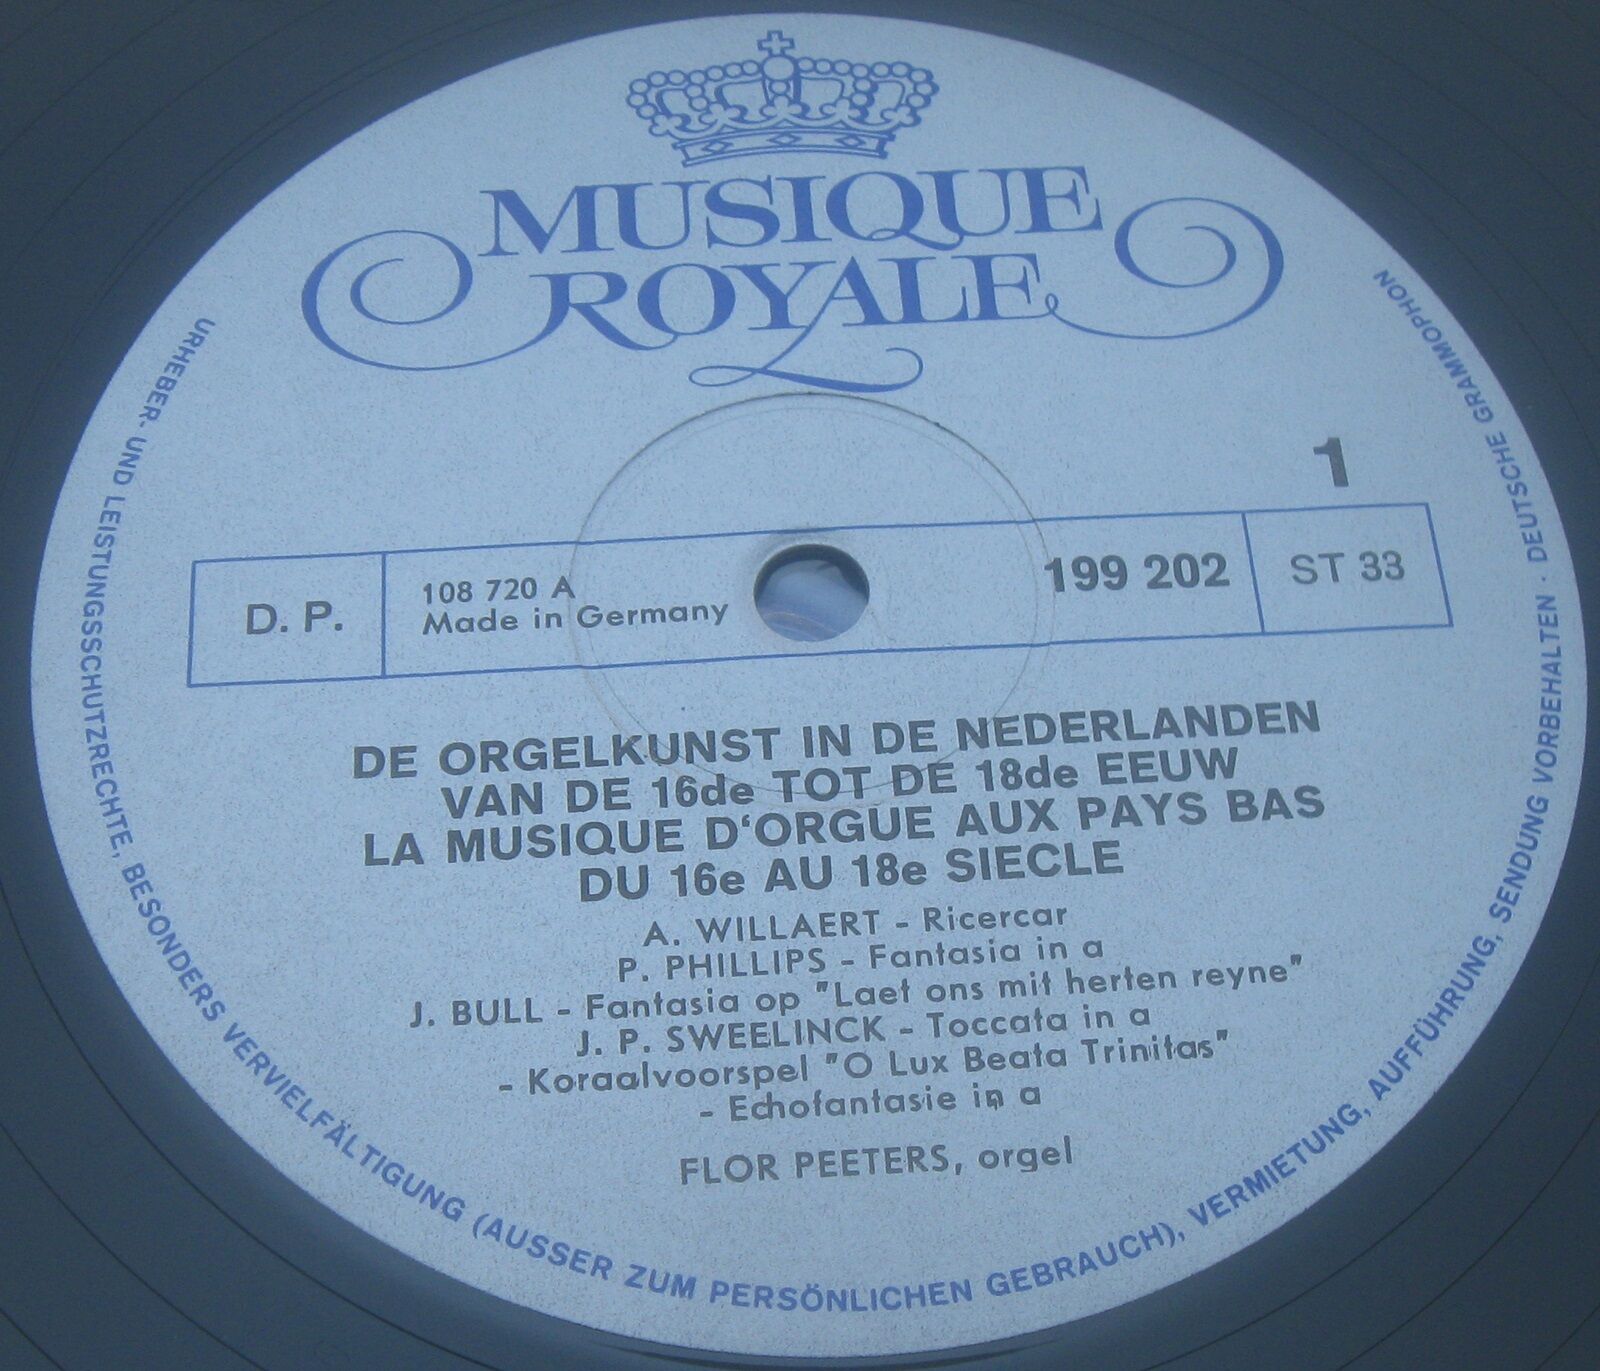 MUSIQUE
ROYALE
1
D. P.
108 720 A
Made in Germany
199 202
ST 33
DE ORGELKUNST IN DE NEDERLANDEN
VAN DE 16de TOT DE 18de EEUW
LA MUSIQUE D'ORGUE AUX PAYS BAS
DU 16e AU 18e SIECLE
A. WILLAERT - Ricercar
P. PHILLIPS - Fantasia in a
J. BULL - Fantasia op "Laet ons mit herten reyne"
J. P. SWEELINCK - Toccata in a
- Koraalvoorspel "O Lux Beata Trinitas"
- Echofantasie in a
FLOR PEETERS, orgel
URHEBER- UND LEISTUNGSSCHUTZRECHTE, BESONDERS VERVIELFÄLTIGUNG (AUSSER ZUM PERSÖNLICHEN GEBRAUCH), VERMIETUNG, AUFFÜHRUNG, SENDUNG VORBEHALTEN · DEUTSCHE GRAMMOPHON